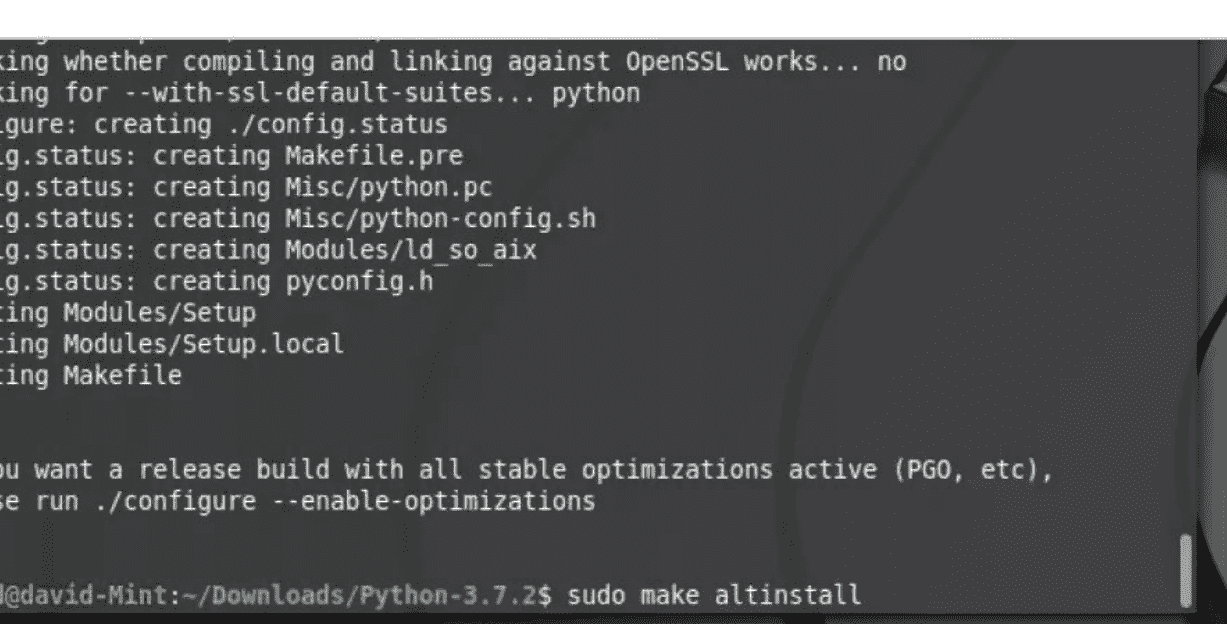 king whether compiling and linking against OpenSSL works... no
king for --with-ssl-default-suites... python
igure: creating ./config.status
ig.status: creating Makefile.pre
ig.status: creating Misc/python.pc
ig.status: creating Misc/python-config.sh
ig.status: creating Modules/ld_so_aix
ig.status: creating pyconfig.h
ting Modules/Setup
ting Modules/Setup.local
ting Makefile
ou want a release build with all stable optimizations active (PGO, etc),
se run ./configure --enable-optimizations
d@david-Mint:~/Downloads/Python-3.7.2$ sudo make altinstall